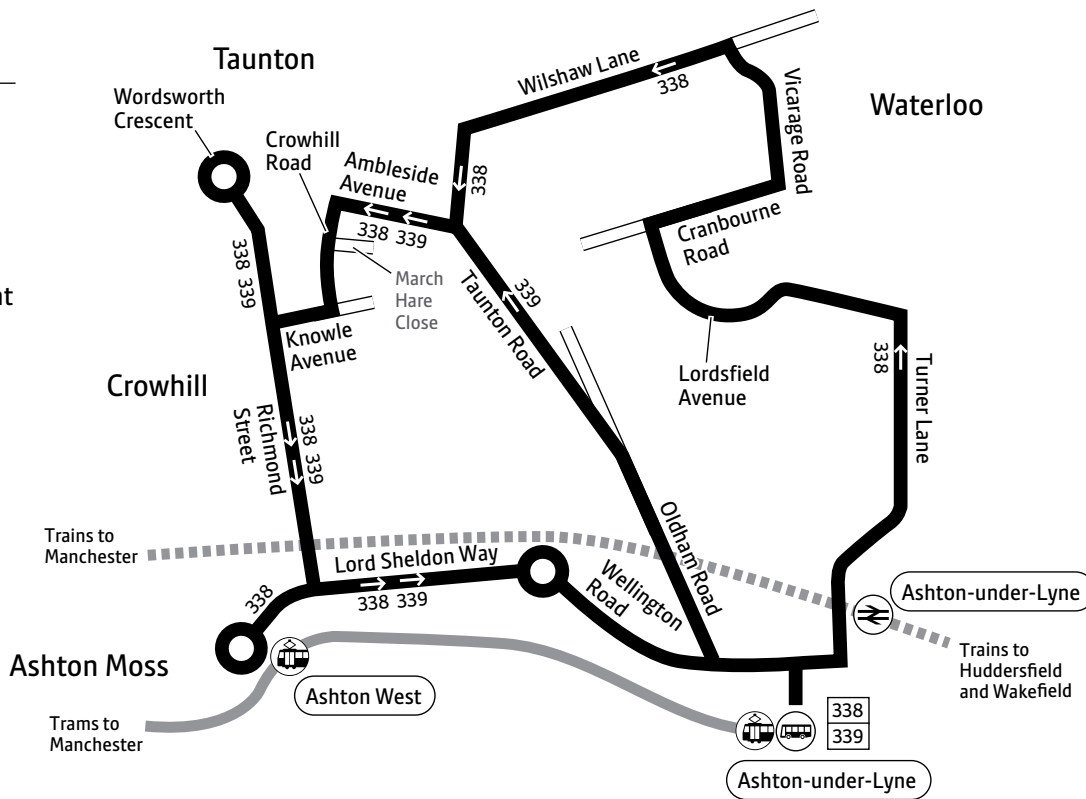 Taunton
Wordsworth
Crescent
Crowhill
Road
Ambleside
Avenue
Wilshaw Lane
338
Vicarage Road
Waterloo
338
338 339
March
Hare
Close
338 339
Cranbourne
Road
Taunton Road
339
nt
Knowle
Avenue
Crowhill
Lordsfield
Avenue
338
Turner Lane
Richmond
Street
338 339
Trains to
Manchester
Lord Sheldon Way
338 339
338
Wellington
Road
Oldham Road
Ashton-under-Lyne
Trains to
Huddersfield
and Wakefield
Ashton Moss
Ashton West
Trams to
Manchester
338
339
Ashton-under-Lyne